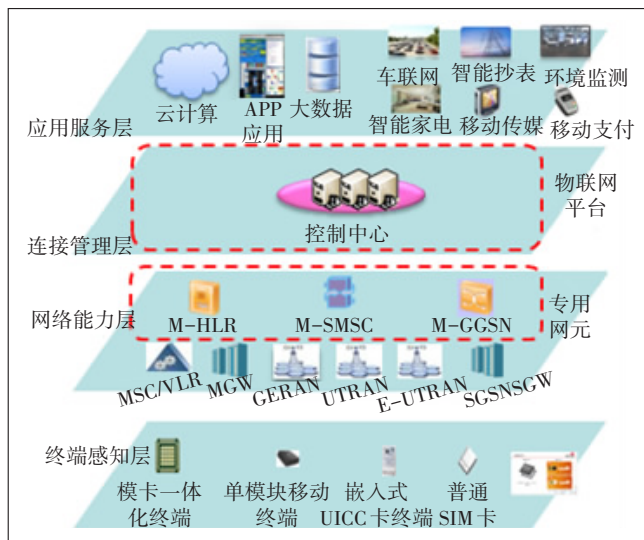 车联网 智能抄表 环境监测
云计算 APP 大数据
应用
智能家电 移动传媒 移动支付
应用服务层
物联网
平台
控制中心
连接管理层
网络能力层
M-HLR M-SMSC M-GGSN
专用
网元
MSC/VLR MGW GERAN UTRAN E-UTRAN SGSNSGW
终端感知层
模卡一体 单模块移动 嵌入式 普通
化终端 终端 UICC卡终端 SIM卡